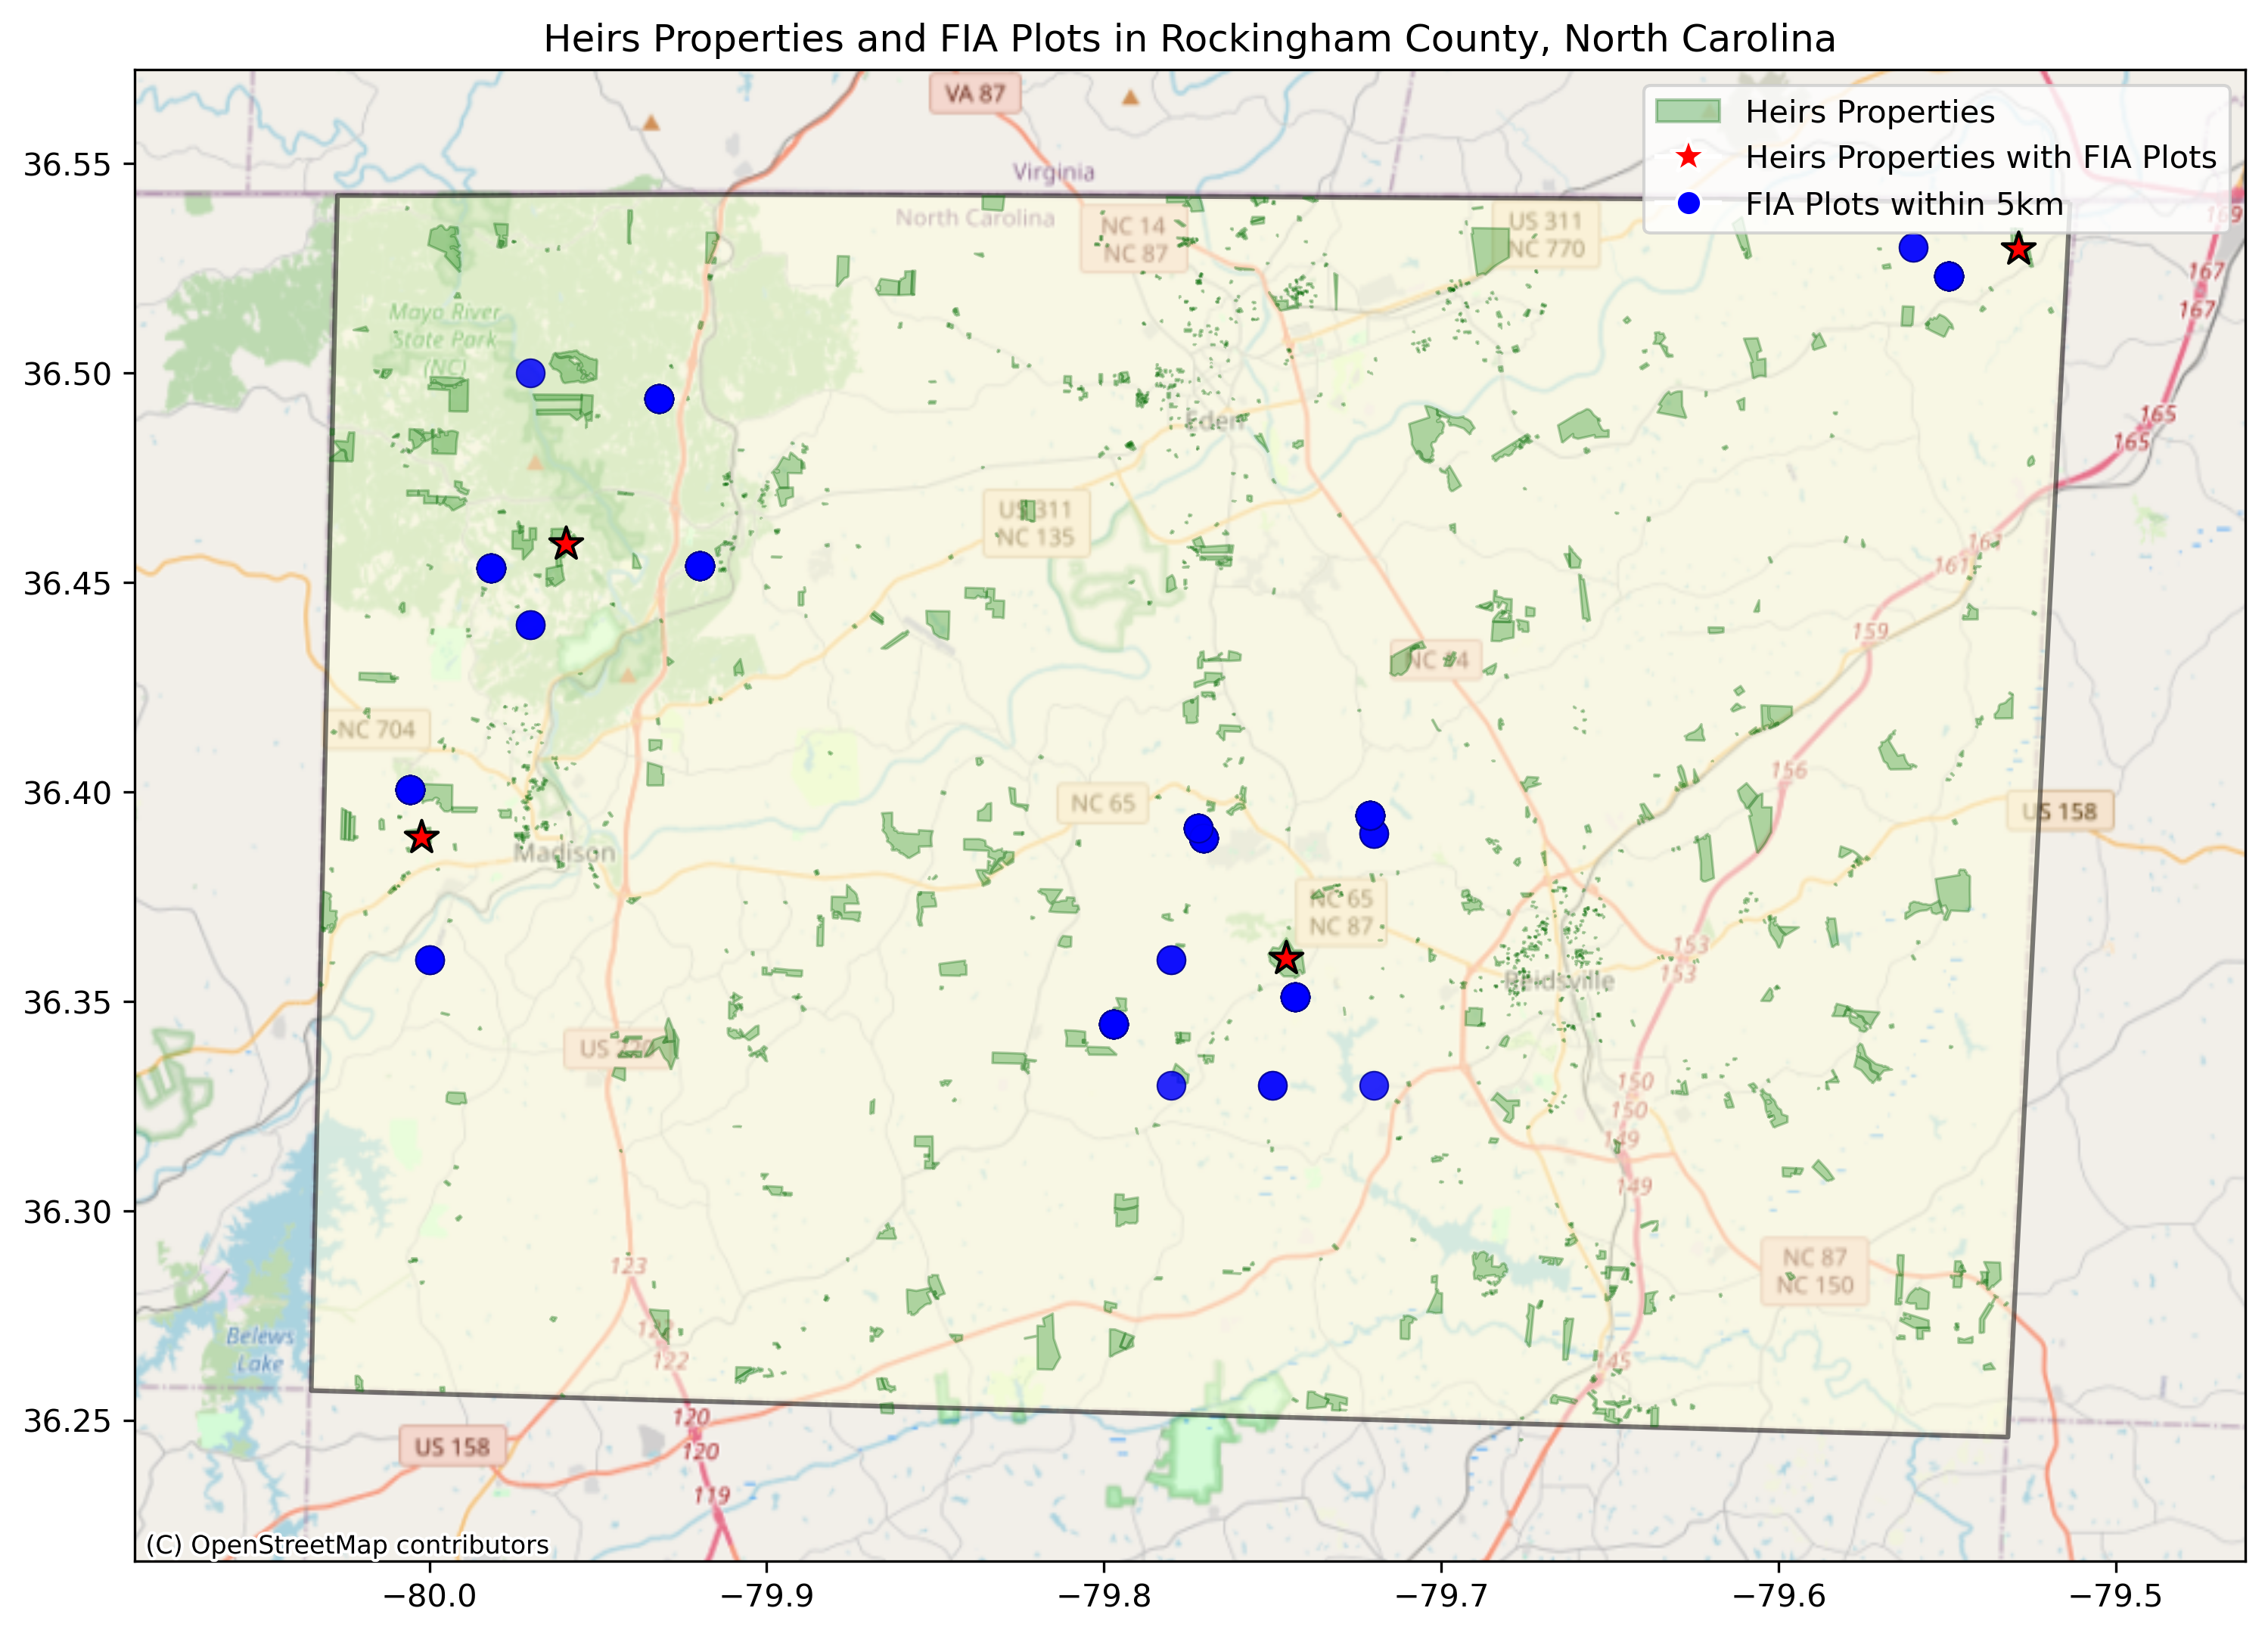 Heirs Properties and FIA Plots in Rockingham County, North Carolina
VA 87
Heirs Properties
Heirs Properties with FIA Plots
FIA Plots within 5km
Virginia
North Carolina
NC 14
NC 87
US 311
NC 770
169
167
167
Mayo River
State Park
(NC)
Eden
165
165
US 311
NC 135
161
161
159
NC 14
NC 704
156
NC 65
US 158
Madison
NC 65
NC 87
153
153
Reidsville
US 220
150
150
149
149
123
NC 87
NC 150
Belews
Lake
122
122
145
120
120
US 158
119
(C) OpenStreetMap contributors
36.55
36.50
36.45
36.40
36.35
36.30
36.25
−80.0
−79.9
−79.8
−79.7
−79.6
−79.5